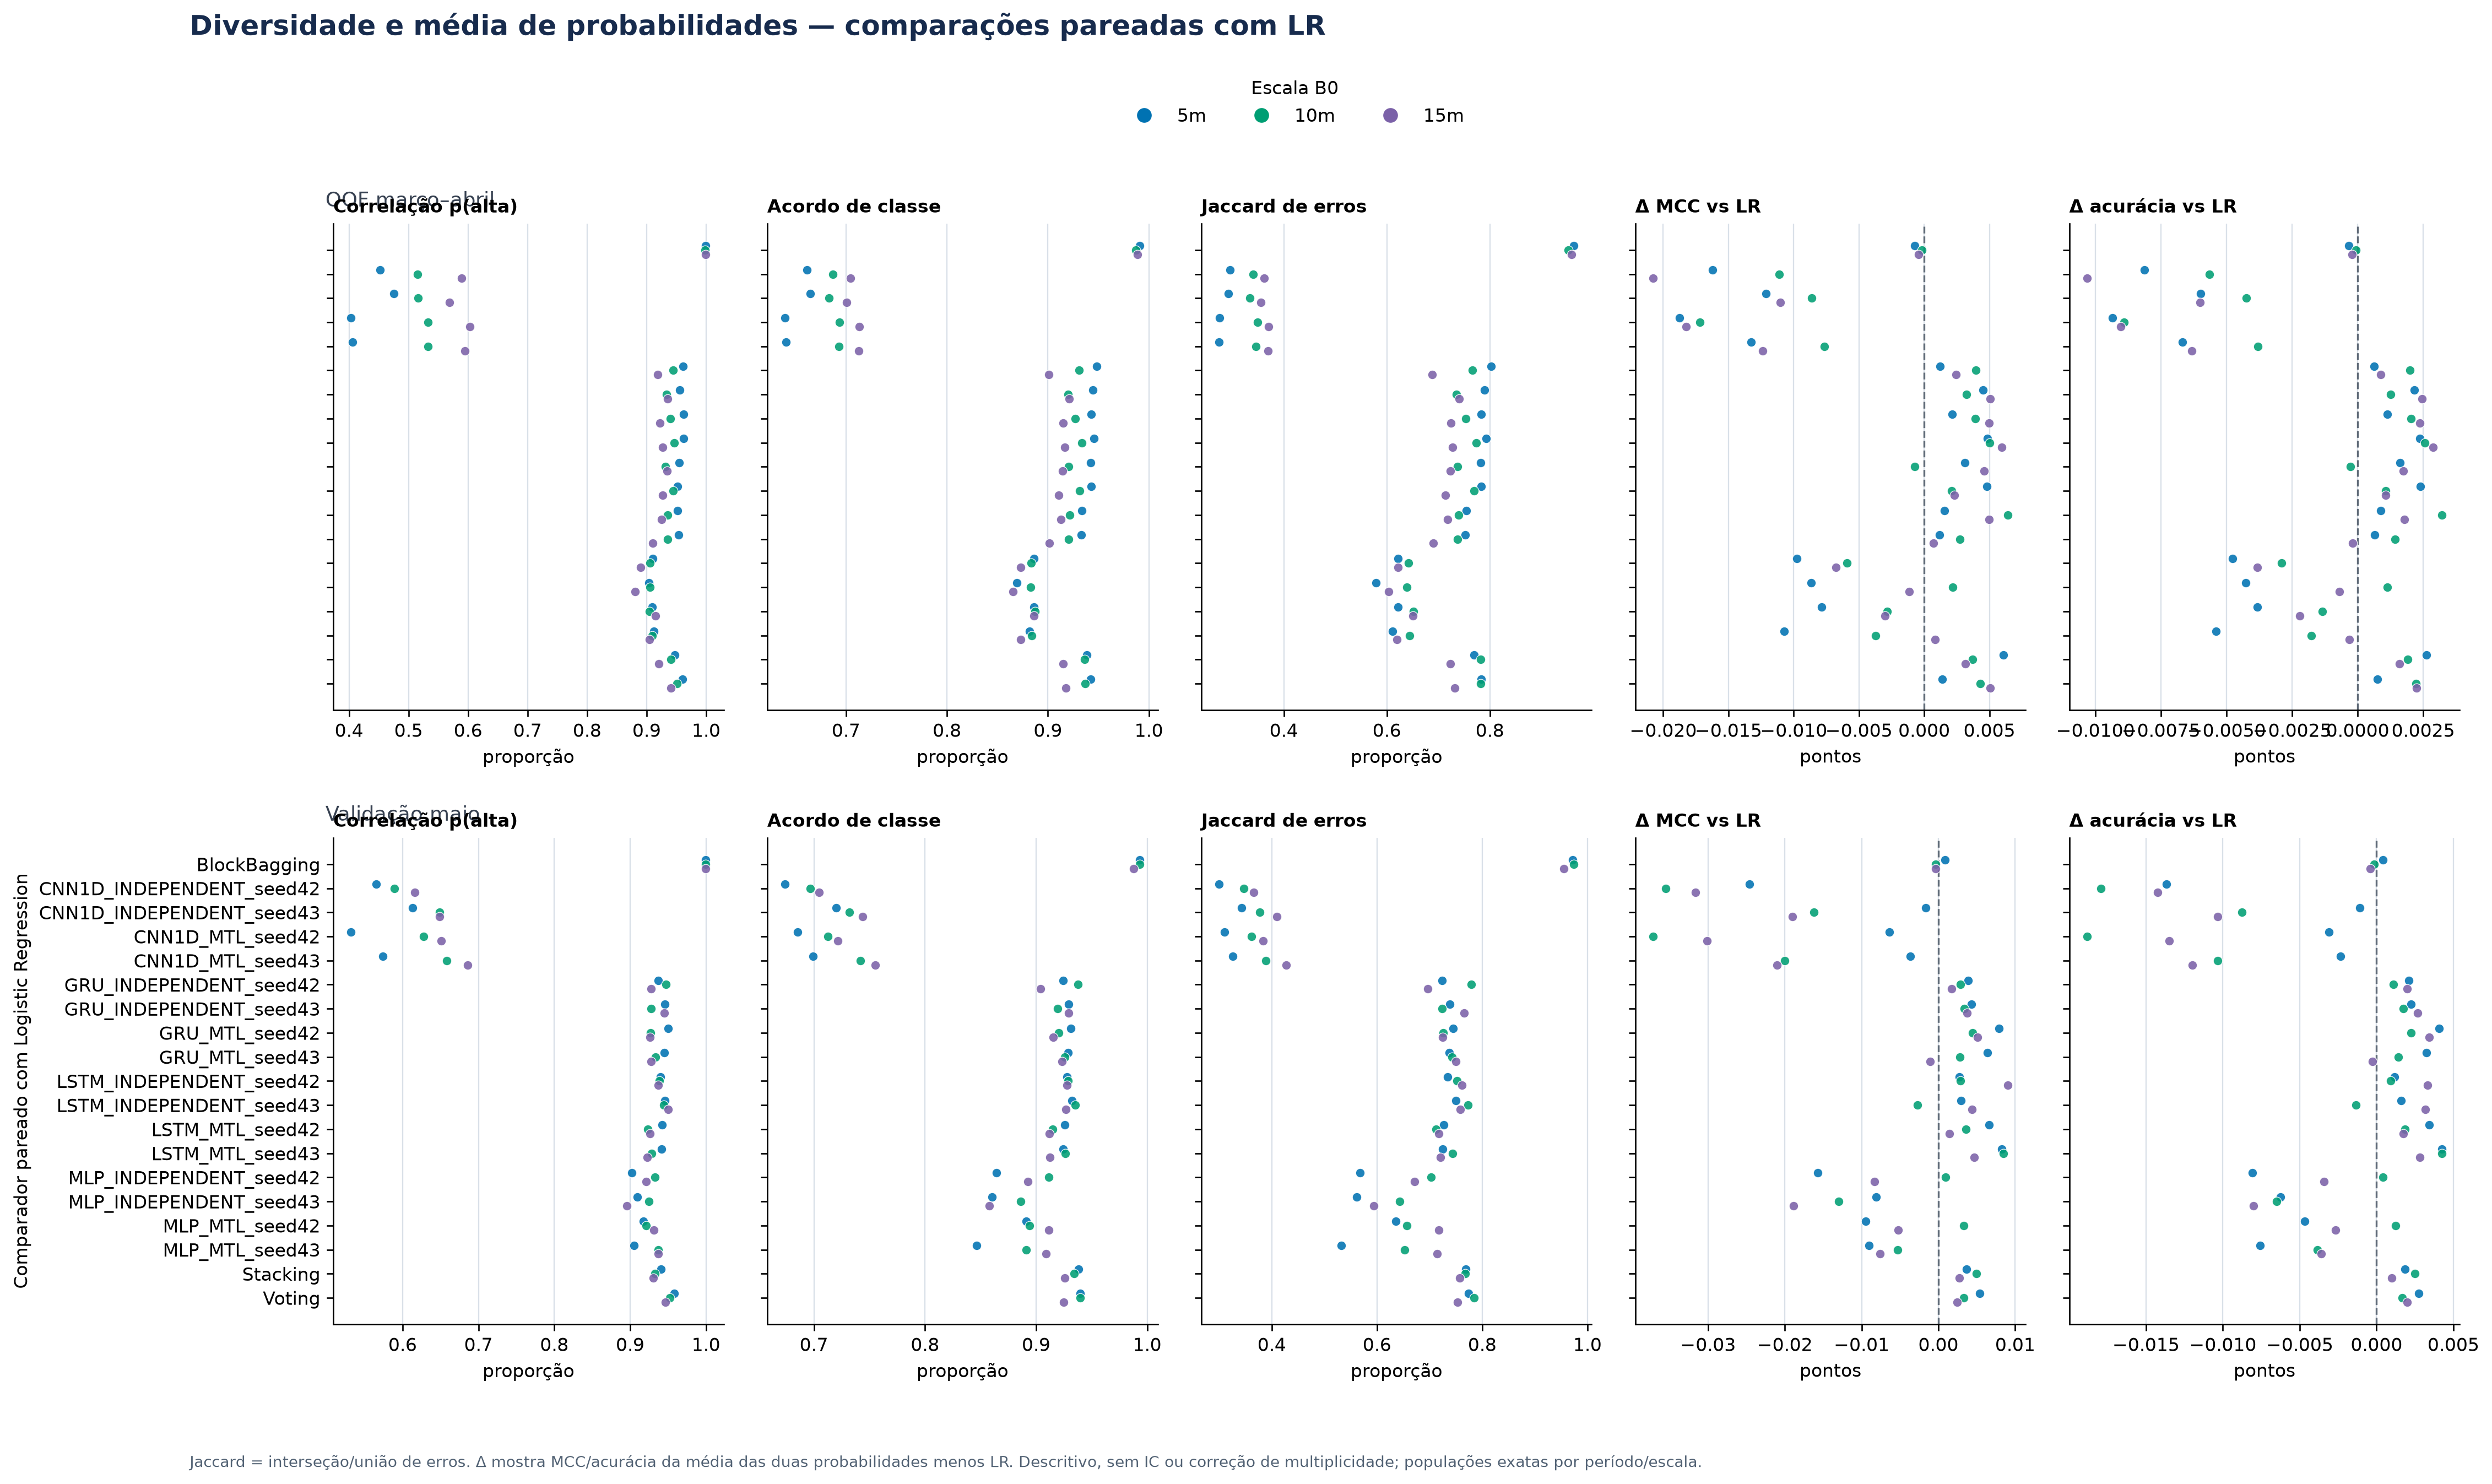 Diversidade e média de probabilidades — comparações pareadas com LR
Escala B0
5m 10m 15m
OOF março–abril
Correlação p(alta) Acordo de classe Jaccard de erros Δ MCC vs LR Δ acurácia vs LR
0.4 0.5 0.6 0.7 0.8 0.9 1.0 0.7 0.8 0.9 1.0 0.4 0.6 0.8 −0.020 −0.015 −0.010 −0.005 0.000 0.005 −0.0100 −0.0075 −0.0050 −0.0025 0.0000 0.0025
proporção proporção proporção pontos pontos
Validação maio
Correlação p(alta) Acordo de classe Jaccard de erros Δ MCC vs LR Δ acurácia vs LR
Comparador pareado com Logistic Regression
BlockBagging
CNN1D_INDEPENDENT_seed42
CNN1D_INDEPENDENT_seed43
CNN1D_MTL_seed42
CNN1D_MTL_seed43
GRU_INDEPENDENT_seed42
GRU_INDEPENDENT_seed43
GRU_MTL_seed42
GRU_MTL_seed43
LSTM_INDEPENDENT_seed42
LSTM_INDEPENDENT_seed43
LSTM_MTL_seed42
LSTM_MTL_seed43
MLP_INDEPENDENT_seed42
MLP_INDEPENDENT_seed43
MLP_MTL_seed42
MLP_MTL_seed43
Stacking
Voting
0.6 0.7 0.8 0.9 1.0 0.7 0.8 0.9 1.0 0.4 0.6 0.8 1.0 −0.03 −0.02 −0.01 0.00 0.01 −0.015 −0.010 −0.005 0.000 0.005
proporção proporção proporção pontos pontos
Jaccard = interseção/união de erros. Δ mostra MCC/acurácia da média das duas probabilidades menos LR. Descritivo, sem IC ou correção de multiplicidade; populações exatas por período/escala.